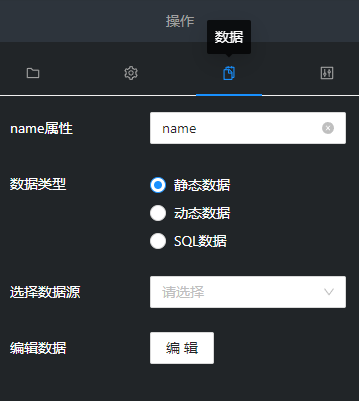 操作
数据
name属性
name
数据类型
静态数据
动态数据
SQL数据
选择数据源
请选择
编辑数据
编 辑